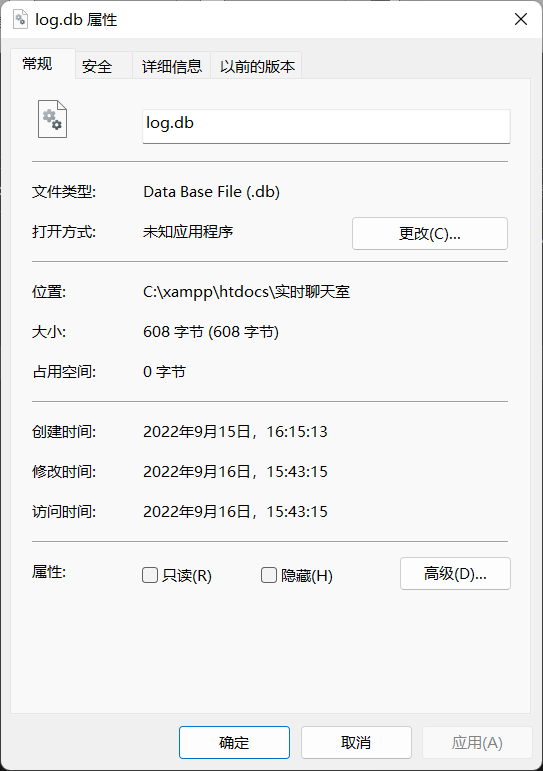 log.db 属性
常规 安全 详细信息 以前的版本
log.db
文件类型: Data Base File (.db)
打开方式: 未知应用程序 更改(C)...
位置: C:\xampp\htdocs\实时聊天室
大小: 608 字节 (608 字节)
占用空间: 0 字节
创建时间: 2022年9月15日，16:15:13
修改时间: 2022年9月16日，15:43:15
访问时间: 2022年9月16日，15:43:15
属性: 只读(R) 隐藏(H) 高级(D)...
确定 取消 应用(A)